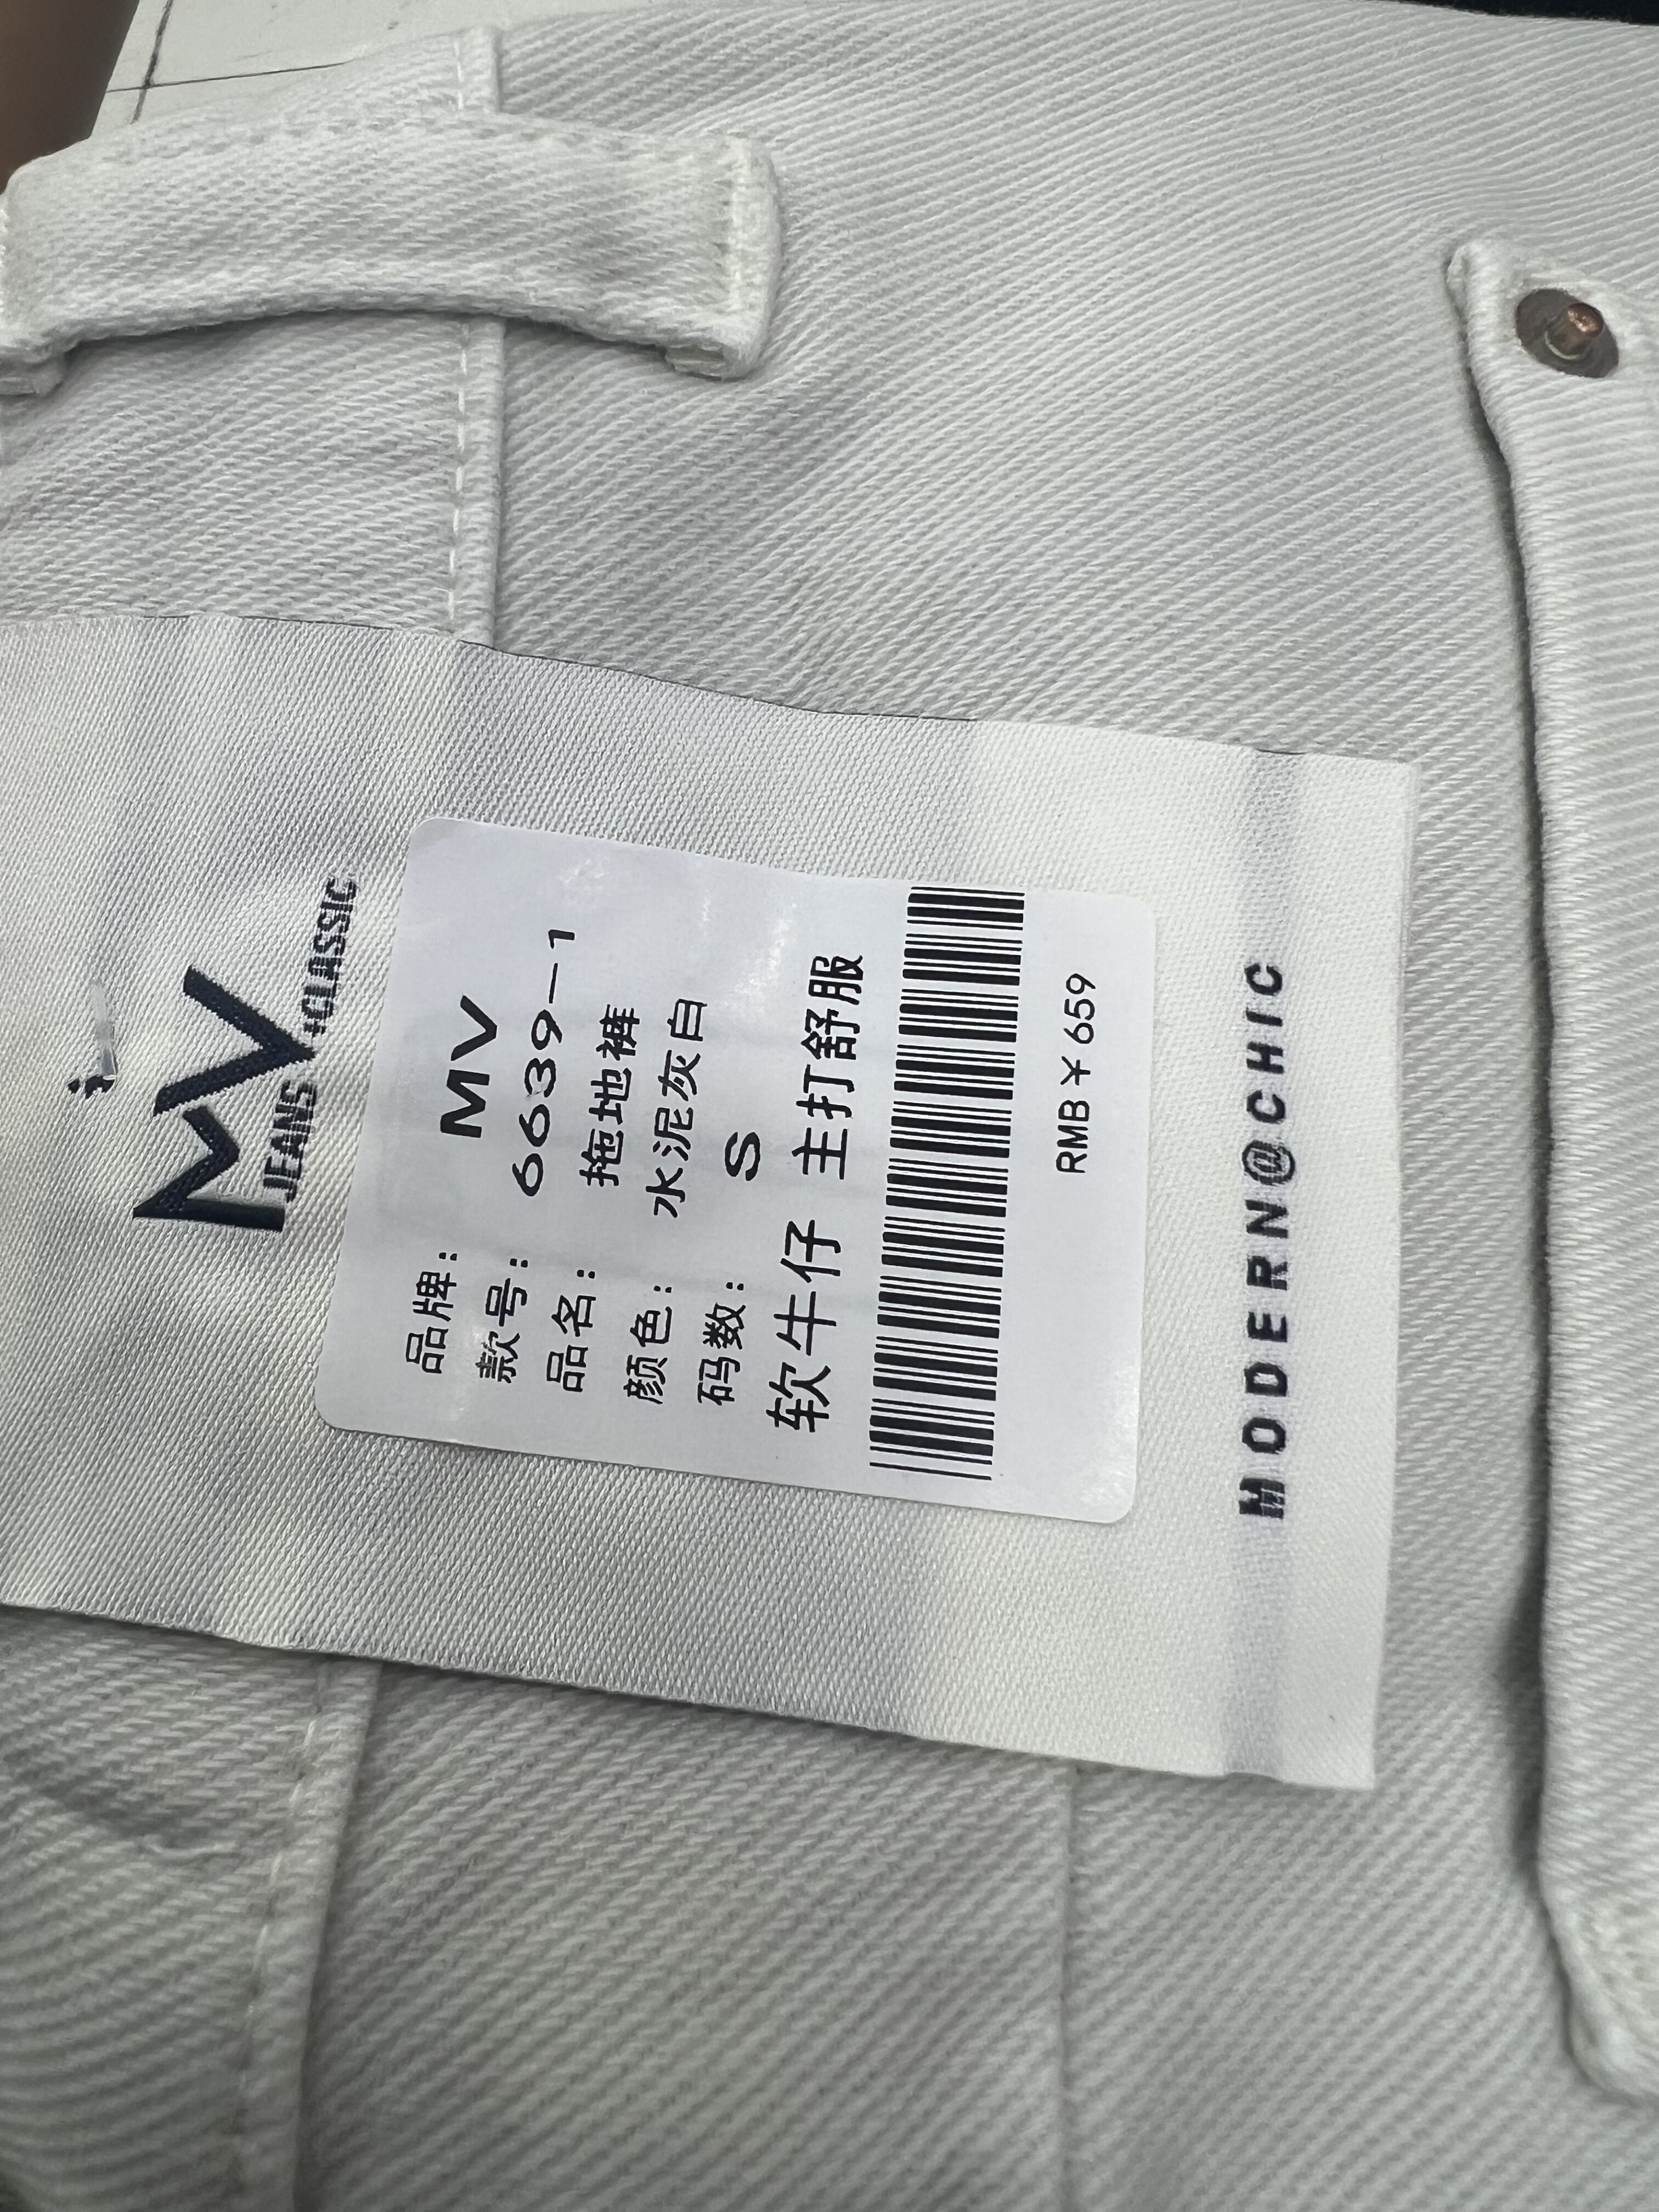 MV
JEANS+CLASSIC
品牌： MV
款号： 6639-1
品名： 拖地裤
颜色： 水泥灰白
码数： S
软牛仔 主打舒服
RMB￥659
MODERN@CHIC